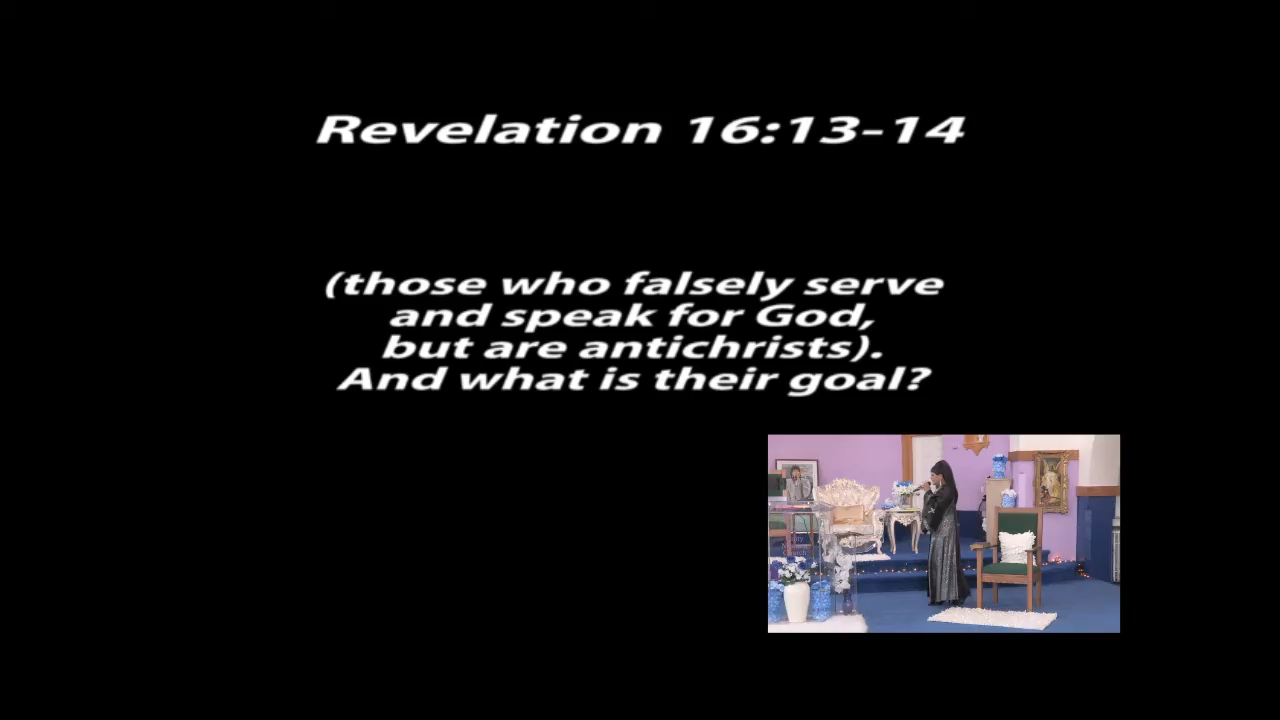 Revelation 16:13-14
(those who falsely serve
and speak for God,
but are antichrists).
And what is their goal?
Church